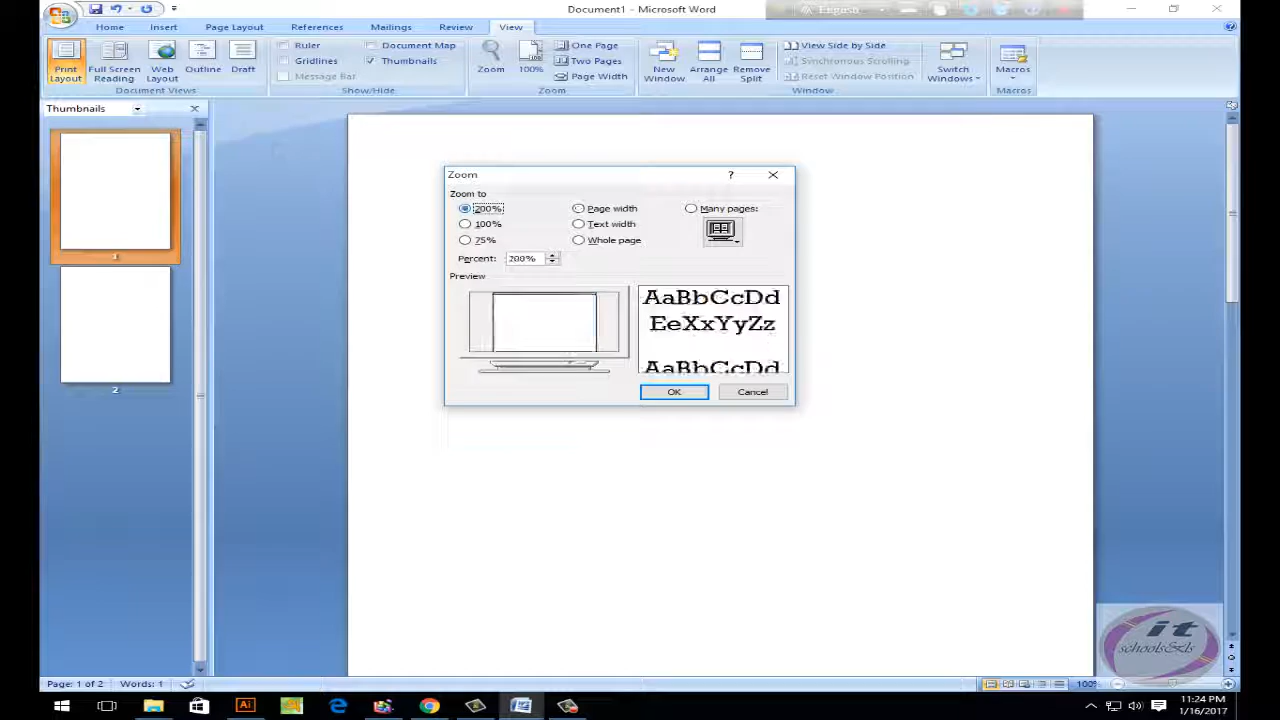 Document1 - Microsoft Word
English
Home Insert Page Layout References Mailings Review View
Print Layout
Full Screen Reading
Web Layout
Outline
Draft
Document Views
Ruler
Gridlines
Message Bar
Document Map
Thumbnails
Show/Hide
Zoom
100%
One Page
Two Pages
Page Width
Zoom
New Window
Arrange All
Remove Split
View Side by Side
Synchronous Scrolling
Reset Window Position
Window
Switch Windows
Macros
Macros
Thumbnails
1
2
Zoom
Zoom to
200%
100%
75%
Page width
Text width
Whole page
Many pages:
Percent: 200%
Preview
AaBbCcDd
EeXxYyZz
AaBbCcDd
OK Cancel
it
schools&ls
Page: 1 of 2 Words: 1 100%
11:24 PM
1/16/2017